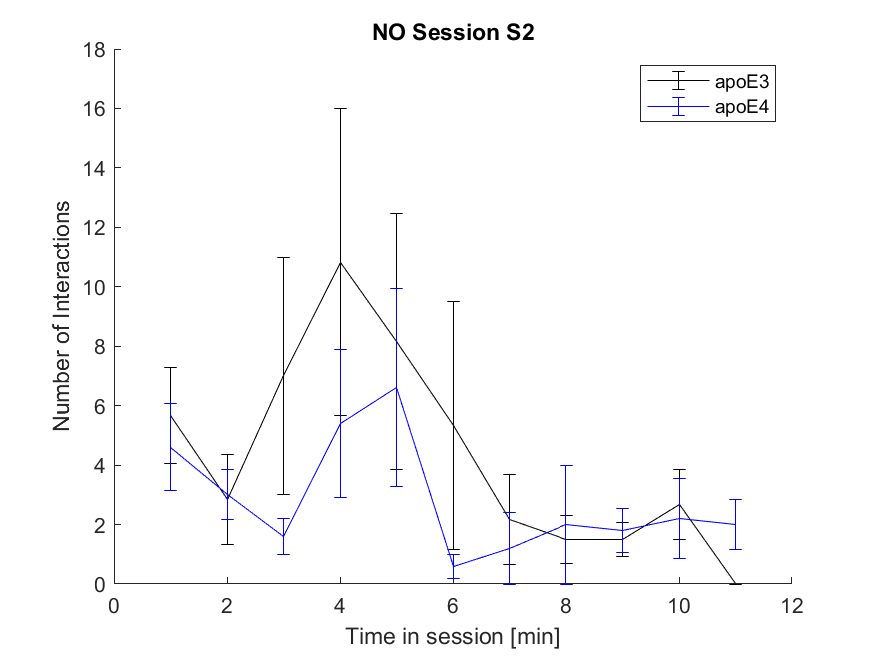 NO Session S2
18
16
14
12
10
8
6
4
2
0
Number of Interactions
apoE3
apoE4
0 2 4 6 8 10 12
Time in session [min]